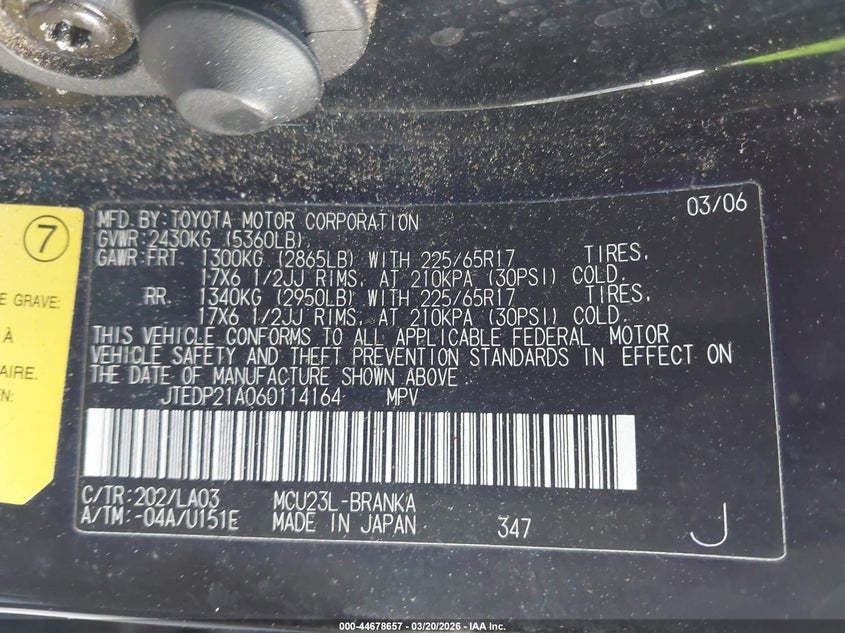 7
E GRAVE:
À
AIRE.
EN:
MFD.BY:TOYOTA MOTOR CORPORATION 03/06
GVWR:2430KG (5360LB)
GAWR:FRT. 1300KG (2865LB) WITH 225/65R17 TIRES,
17X6 1/2JJ RIMS, AT 210KPA (30PSI) COLD.
RR. 1340KG (2950LB) WITH 225/65R17 TIRES,
17X6 1/2JJ RIMS, AT 210KPA (30PSI) COLD.
THIS VEHICLE CONFORMS TO ALL APPLICABLE FEDERAL MOTOR
VEHICLE SAFETY AND THEFT PREVENTION STANDARDS IN EFFECT ON
THE DATE OF MANUFACTURE SHOWN ABOVE.
JTEDP21A060114164 MPV
C/TR:202/LA03 MCU23L-BRANKA
A/TM:-04A/U151E MADE IN JAPAN 347 J
000-44678657 - 03/20/2026 - IAA Inc.